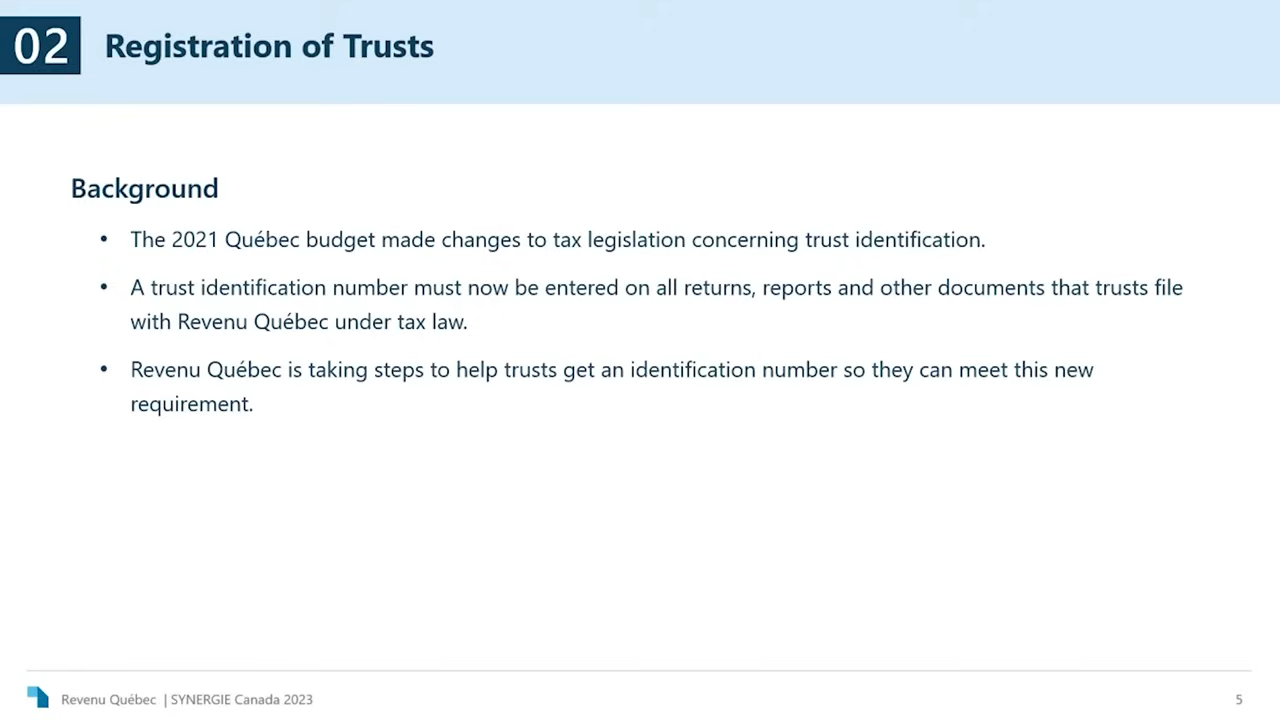 02 Registration of Trusts
Background
• The 2021 Québec budget made changes to tax legislation concerning trust identification.
• A trust identification number must now be entered on all returns, reports and other documents that trusts file
with Revenu Québec under tax law.
• Revenu Québec is taking steps to help trusts get an identification number so they can meet this new
requirement.
Revenu Québec | SYNERGIE Canada 2023 5